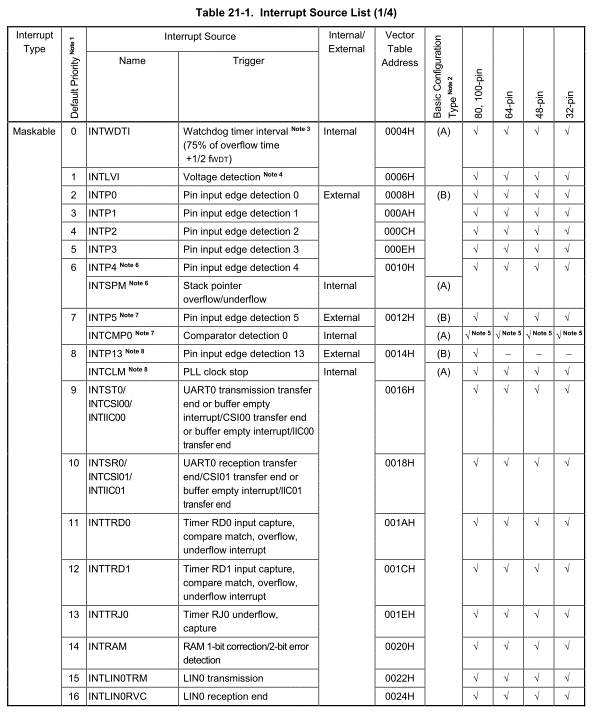 Table 21-1. Interrupt Source List (1/4)
Interrupt Type | Default Priority Note 1 | Interrupt Source | Internal/ External | Vector Table Address | Basic Configuration Type Note 2 | 80, 100-pin | 64-pin | 48-pin | 32-pin
Name | Trigger
Maskable | 0 | INTWDTI | Watchdog timer interval Note 3 | Internal | 0004H | (A) | √ | √ | √ | √
(75% of overflow time
+1/2 fWDT)
1 | INTLVI | Voltage detection Note 4 | 0006H | √ | √ | √ | √
2 | INTP0 | Pin input edge detection 0 | External | 0008H | (B) | √ | √ | √ | √
3 | INTP1 | Pin input edge detection 1 | 000AH | √ | √ | √ | √
4 | INTP2 | Pin input edge detection 2 | 000CH | √ | √ | √ | √
5 | INTP3 | Pin input edge detection 3 | 000EH | √ | √ | √ | √
6 | INTP4 Note 6 | Pin input edge detection 4 | 0010H | √ | √ | √ | √
INTSPM Note 6 | Stack pointer | Internal | (A) | √ | √ | √ | √
overflow/underflow
7 | INTP5 Note 7 | Pin input edge detection 5 | External | 0012H | (B) | √ | √ | √ | √
INTCMP0 Note 7 | Comparator detection 0 | Internal | (A) | √ Note 5 | √ Note 5 | √ Note 5 | √ Note 5
8 | INTP13 Note 8 | Pin input edge detection 13 | External | 0014H | (B) | √ | – | – | –
INTCLM Note 8 | PLL clock stop | Internal | (A) | √ | √ | √ | √
9 | INTST0/ | UART0 transmission transfer | 0016H | √ | √ | √ | √
INTCSI00/ | end or buffer empty
INTIIC00 | interrupt/CSI00 transfer end
or buffer empty interrupt/IIC00
transfer end
10 | INTSR0/ | UART0 reception transfer | 0018H | √ | √ | √ | √
INTCSI01/ | end/CSI01 transfer end or
INTIIC01 | buffer empty interrupt/IIC01
transfer end
11 | INTTRD0 | Timer RD0 input capture, | 001AH | √ | √ | √ | √
compare match, overflow,
underflow interrupt
12 | INTTRD1 | Timer RD1 input capture, | 001CH | √ | √ | √ | √
compare match, overflow,
underflow interrupt
13 | INTTRJ0 | Timer RJ0 underflow, | 001EH | √ | √ | √ | √
capture
14 | INTRAM | RAM 1-bit correction/2-bit error | 0020H | √ | √ | √ | √
detection
15 | INTLIN0TRM | LIN0 transmission | 0022H | √ | √ | √ | √
16 | INTLIN0RVC | LIN0 reception end | 0024H | √ | √ | √ | √